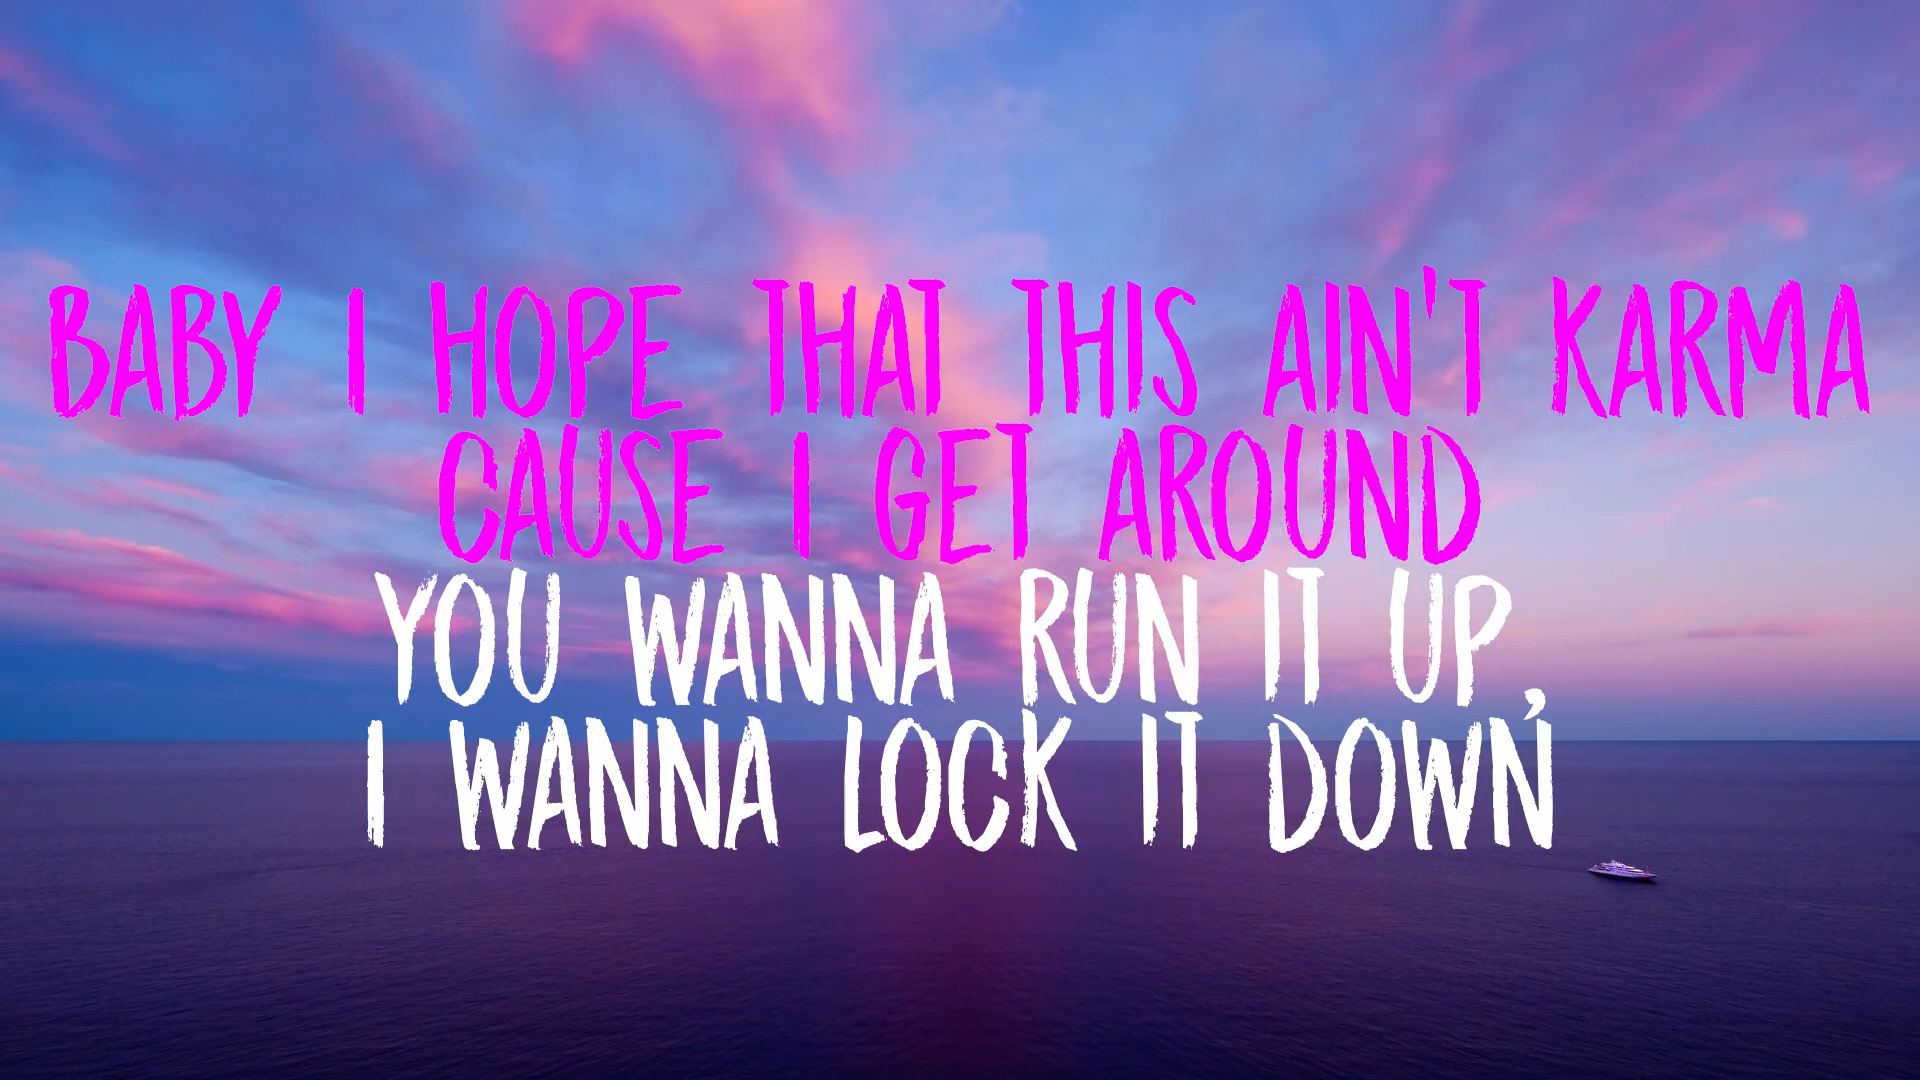 BABY I HOPE THAT THIS AIN'T KARMA
CAUSE I GET AROUND
YOU WANNA RUN IT UP,
I WANNA LOCK IT DOWN